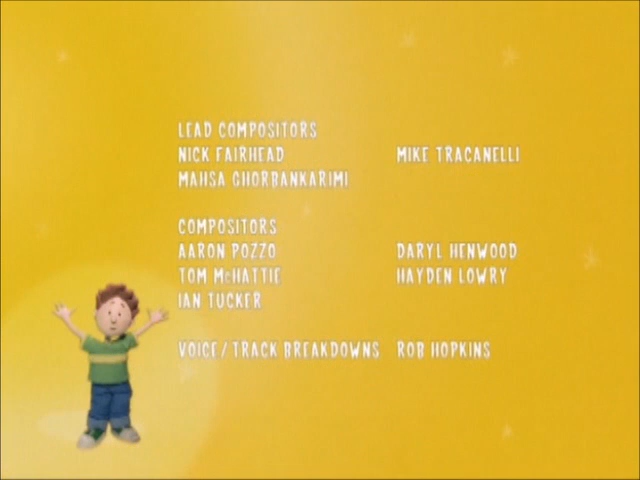 LEAD COMPOSITORS
NICK FAIRHEAD MIKE TRACANELLI
MAHSA GHORBANKARIMI
COMPOSITORS
AARON POZZO DARYL HENWOOD
TOM McHATTIE HAYDEN LOWRY
IAN TUCKER
VOICE / TRACK BREAKDOWNS ROB HOPKINS